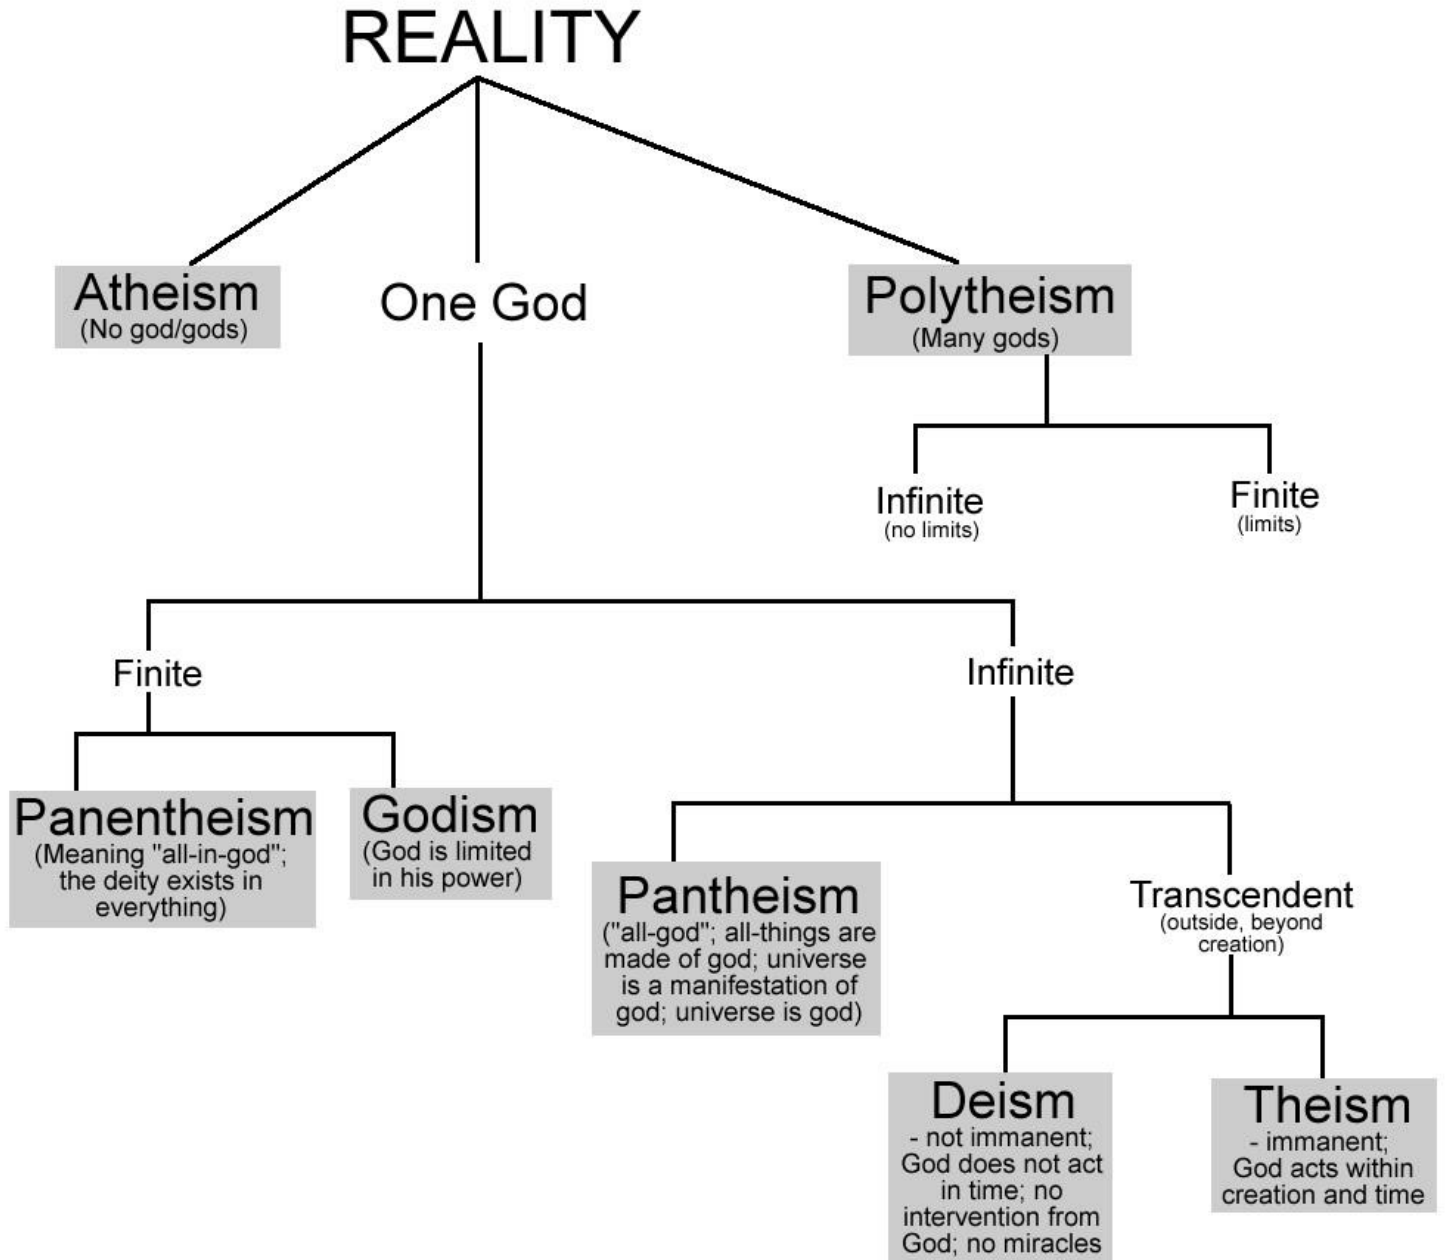 REALITY
Atheism
(No god/gods)
One God
Polytheism
(Many gods)
Infinite
(no limits)
Finite
(limits)
Finite
Infinite
Panentheism
(Meaning "all-in-god";
the deity exists in
everything)
Godism
(God is limited
in his power)
Pantheism
("all-god"; all-things are
made of god; universe
is a manifestation of
god; universe is god)
Transcendent
(outside, beyond
creation)
Deism
- not immanent;
God does not act
in time; no
intervention from
God; no miracles
Theism
- immanent;
God acts within
creation and time